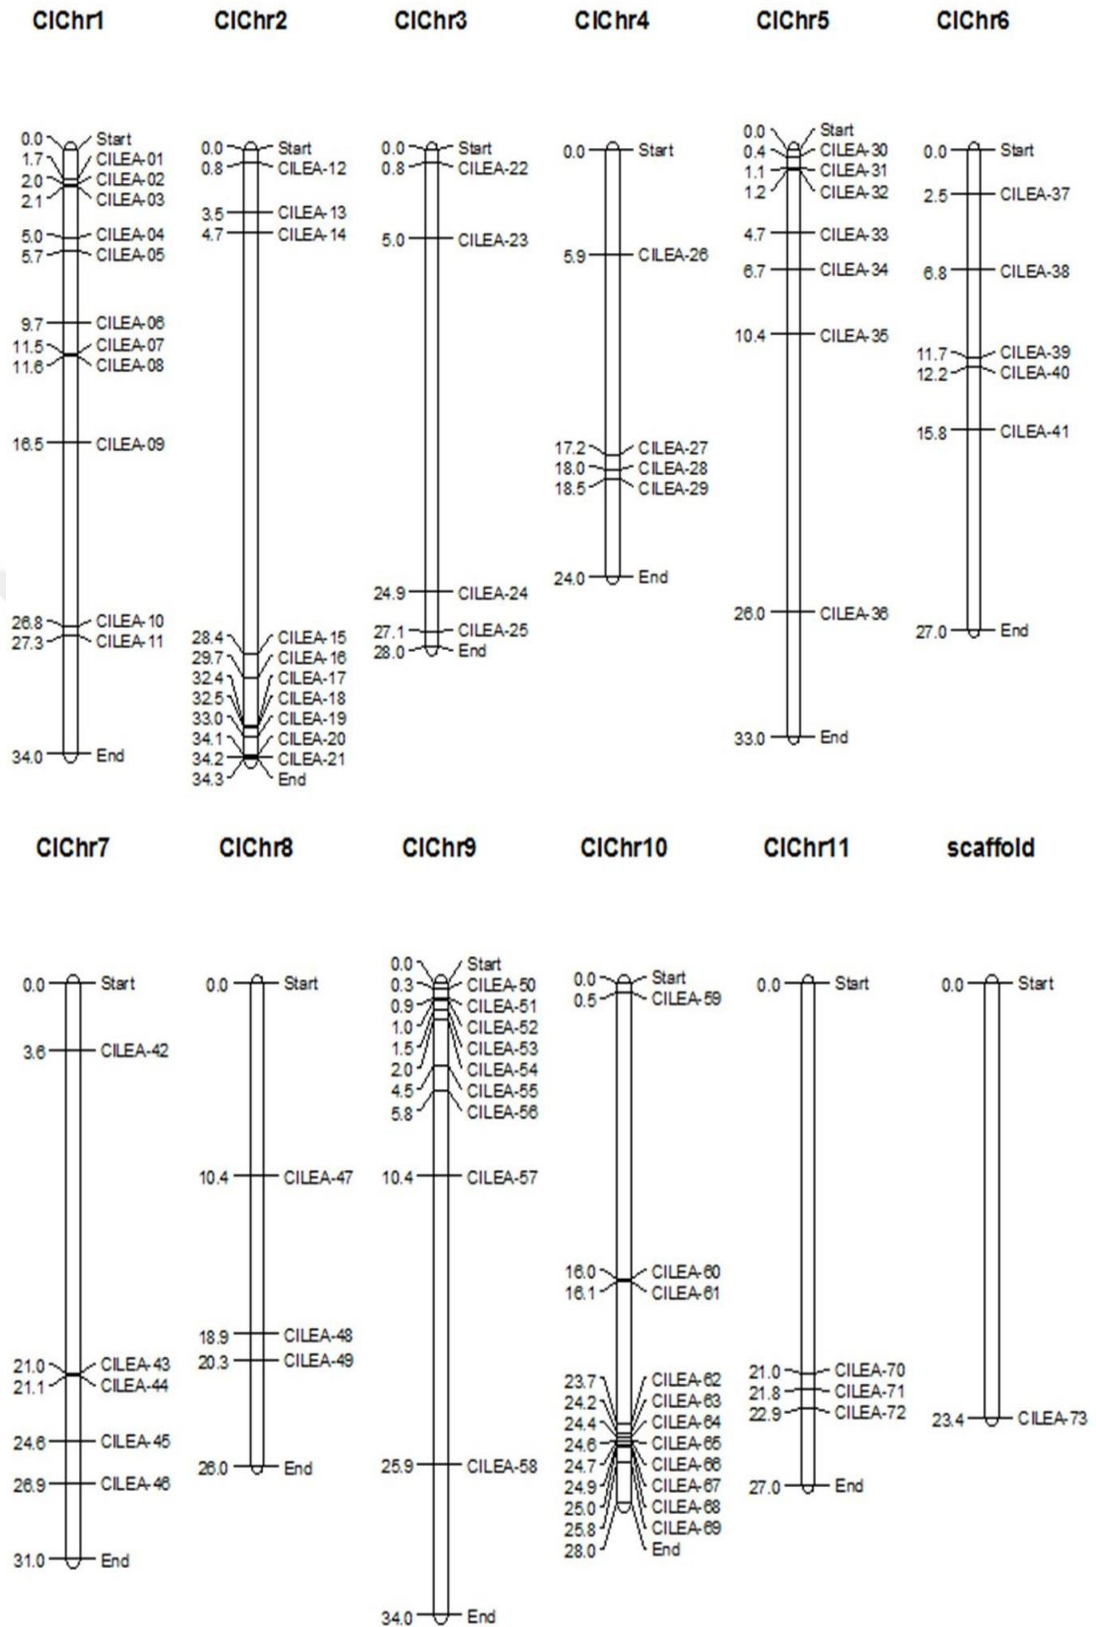 ClChr1
ClChr2
ClChr3
ClChr4
ClChr5
ClChr6
0.0 Start
1.7 ClLEA-01
2.0 ClLEA-02
2.1 ClLEA-03
5.0 ClLEA-04
5.7 ClLEA-05
9.7 ClLEA-06
11.5 ClLEA-07
11.6 ClLEA-08
16.5 ClLEA-09
26.8 ClLEA-10
27.3 ClLEA-11
34.0 End
0.0 Start
0.8 ClLEA-12
3.5 ClLEA-13
4.7 ClLEA-14
28.4 ClLEA-15
29.7 ClLEA-16
32.4 ClLEA-17
32.5 ClLEA-18
33.0 ClLEA-19
34.1 ClLEA-20
34.2 ClLEA-21
34.3 End
0.0 Start
0.8 ClLEA-22
5.0 ClLEA-23
24.9 ClLEA-24
27.1 ClLEA-25
28.0 End
0.0 Start
5.9 ClLEA-26
17.2 ClLEA-27
18.0 ClLEA-28
18.5 ClLEA-29
24.0 End
0.0 Start
0.4 ClLEA-30
1.1 ClLEA-31
1.2 ClLEA-32
4.7 ClLEA-33
6.7 ClLEA-34
10.4 ClLEA-35
26.0 ClLEA-36
33.0 End
0.0 Start
2.5 ClLEA-37
6.8 ClLEA-38
11.7 ClLEA-39
12.2 ClLEA-40
15.8 ClLEA-41
27.0 End
ClChr7
ClChr8
ClChr9
ClChr10
ClChr11
scaffold
0.0 Start
3.6 ClLEA-42
21.0 ClLEA-43
21.1 ClLEA-44
24.6 ClLEA-45
26.9 ClLEA-46
31.0 End
0.0 Start
10.4 ClLEA-47
18.9 ClLEA-48
20.3 ClLEA-49
26.0 End
0.0 Start
0.3 ClLEA-50
0.9 ClLEA-51
1.0 ClLEA-52
1.5 ClLEA-53
2.0 ClLEA-54
4.5 ClLEA-55
5.8 ClLEA-56
10.4 ClLEA-57
25.9 ClLEA-58
34.0 End
0.0 Start
0.5 ClLEA-59
16.0 ClLEA-60
16.1 ClLEA-61
23.7 ClLEA-62
24.2 ClLEA-63
24.4 ClLEA-64
24.6 ClLEA-65
24.7 ClLEA-66
24.9 ClLEA-67
25.0 ClLEA-68
25.8 ClLEA-69
28.0 End
0.0 Start
21.0 ClLEA-70
21.8 ClLEA-71
22.9 ClLEA-72
27.0 End
0.0 Start
23.4 ClLEA-73